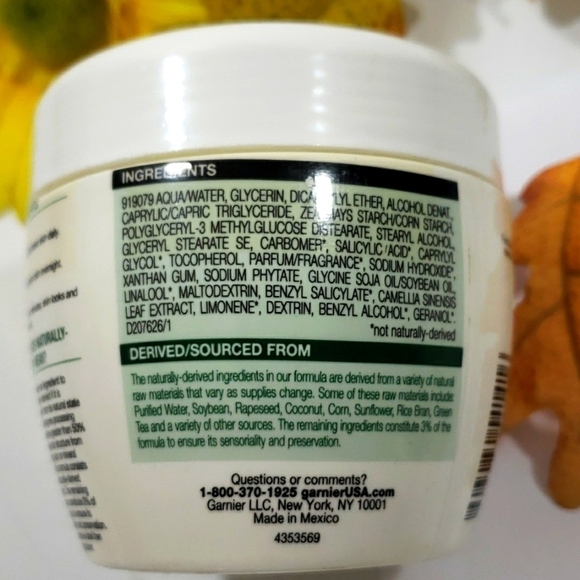 INGREDIENTS
919079 AQUA/WATER, GLYCERIN, ETHER, ALCOHOL DENAT.,
CAPRYLIC/CAPRIC TRIGLYCERIDE, STARCH/CORN STARCH,
POLYGLYCERYL-3 METHYLGLUCOSE DISTEARATE, STEARYL ALCOHOL,
GLYCERYL STEARATE SE, CARBOMER*, SALICYLIC ACID*, CAPRYLYL
GLYCOL*, TOCOPHEROL, PARFUM/FRAGRANCE*, SODIUM HYDROXIDE*,
XANTHAN GUM, SODIUM PHYTATE, GLYCINE SOJA OIL/SOYBEAN OIL,
LINALOOL*, MALTODEXTRIN, BENZYL SALICYLATE*, CAMELLIA SINENSIS
LEAF EXTRACT, LIMONENE*, DEXTRIN, BENZYL ALCOHOL*, GERANIOL*.
D207626/1
*not naturally-derived
DERIVED/SOURCED FROM
The naturally-derived ingredients in our formula are derived from a variety of natural
raw materials that vary as supplies change. Some of these raw materials include:
Purified Water, Soybean, Rapeseed, Coconut, Corn, Sunflower, Rice Bran, Green
Tea and a variety of other sources. The remaining ingredients constitute 3% of the
formula to ensure its sensoriality and preservation.
Questions or comments?
1-800-370-1925 garnierUSA.com
Garnier LLC, New York, NY 10001
Made in Mexico
4353569